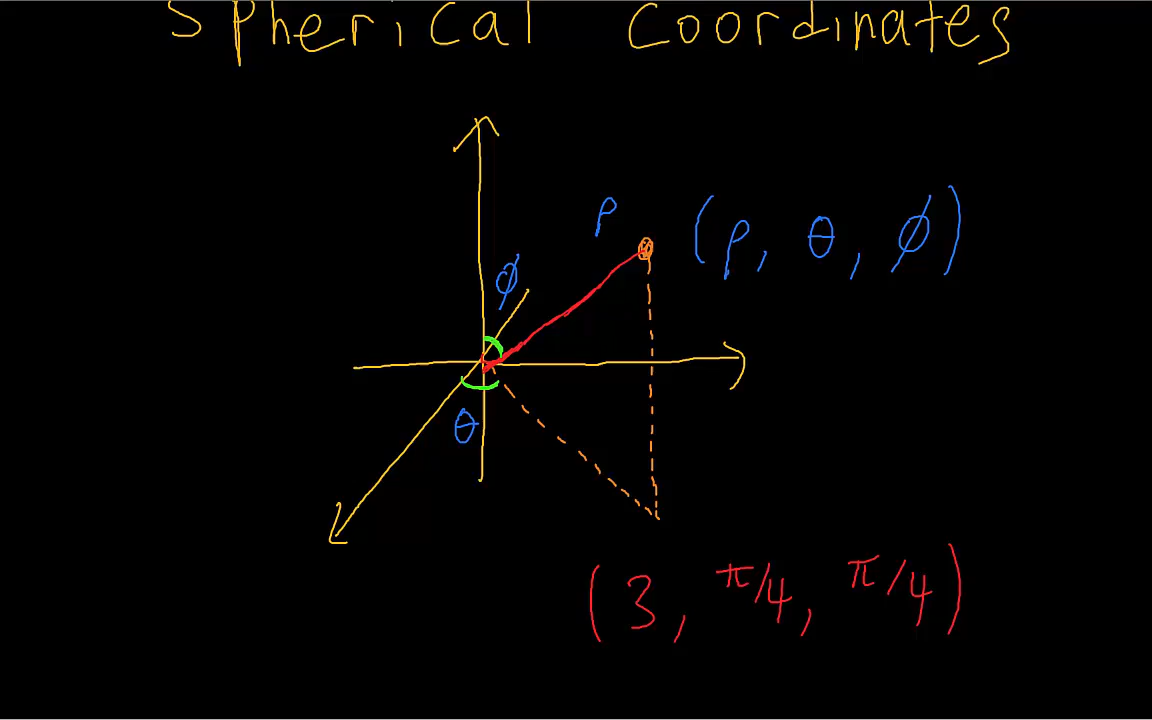 Spherical Coordinates
ρ (ρ, θ, ϕ)
ϕ
θ
(3, π/4, π/4)